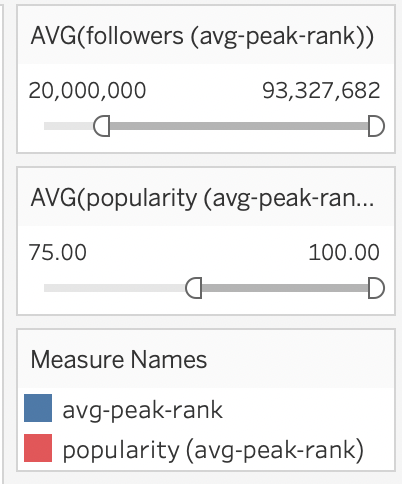 AVG(followers (avg-peak-rank))
20,000,000 93,327,682
AVG(popularity (avg-peak-ran...
75.00 100.00
Measure Names
avg-peak-rank
popularity (avg-peak-rank)